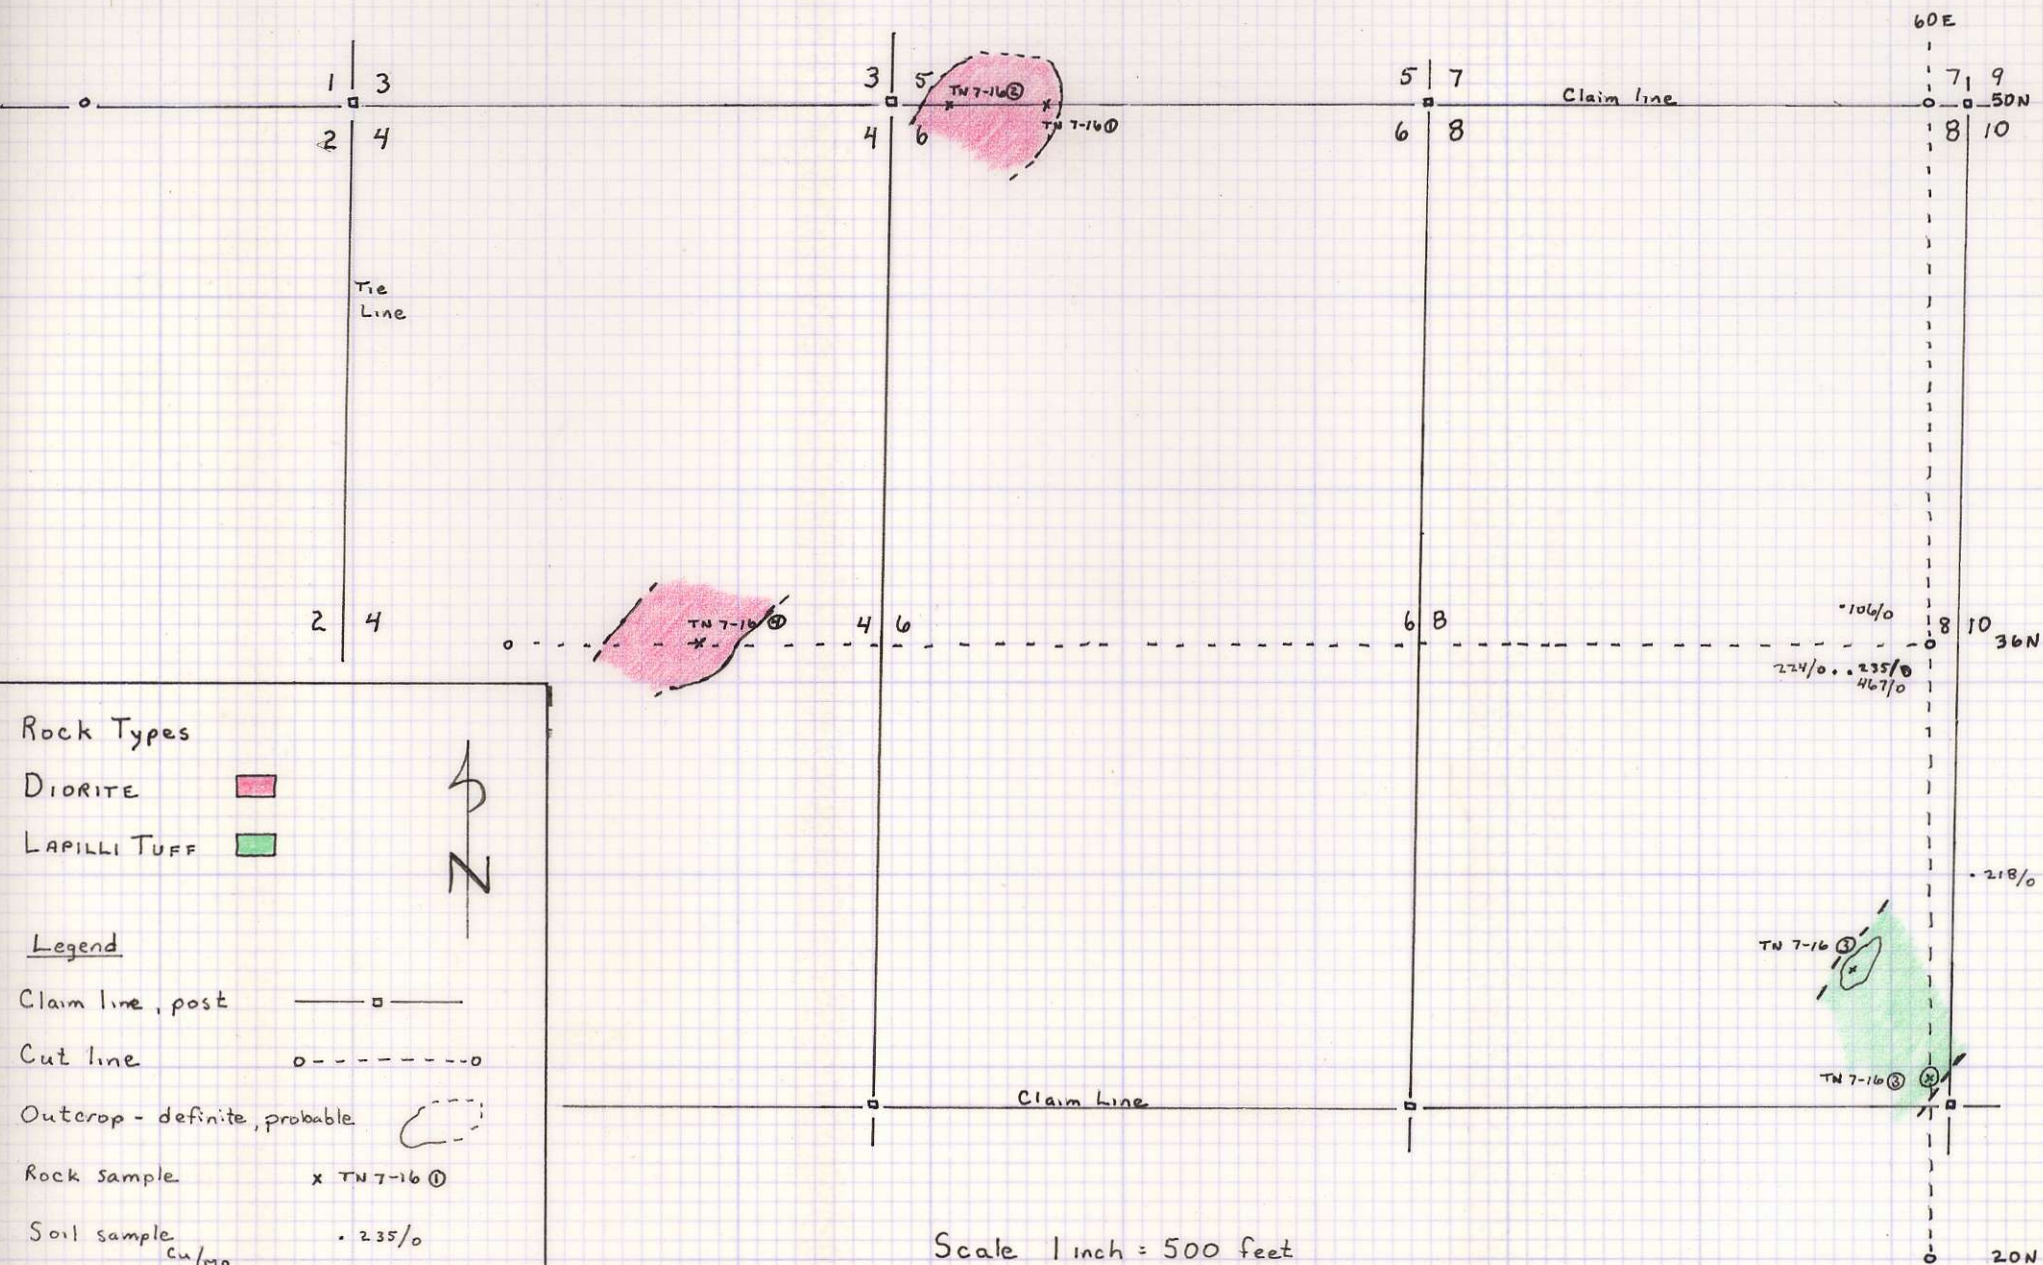 60E
1 3
3 5
5 7
7 9
TN 7-16②
Claim line
50N
TN 7-16①
2 4
4 6
6 8
8 10
Tie
Line
106/0
2 4
TN 7-16 ④
4 6
6 8
8 10
36N
224/0
235/0
467/0
Rock Types
DIORITE
LAPILLI TUFF
N
218/0
TN 7-16 ③
Legend
Claim line, post
Cut line
TN 7-16③
Claim Line
Outcrop - definite, probable
Rock sample x TN 7-16 ①
Soil sample . 235/0
Cu/Mo
Scale 1 inch = 500 feet
20N